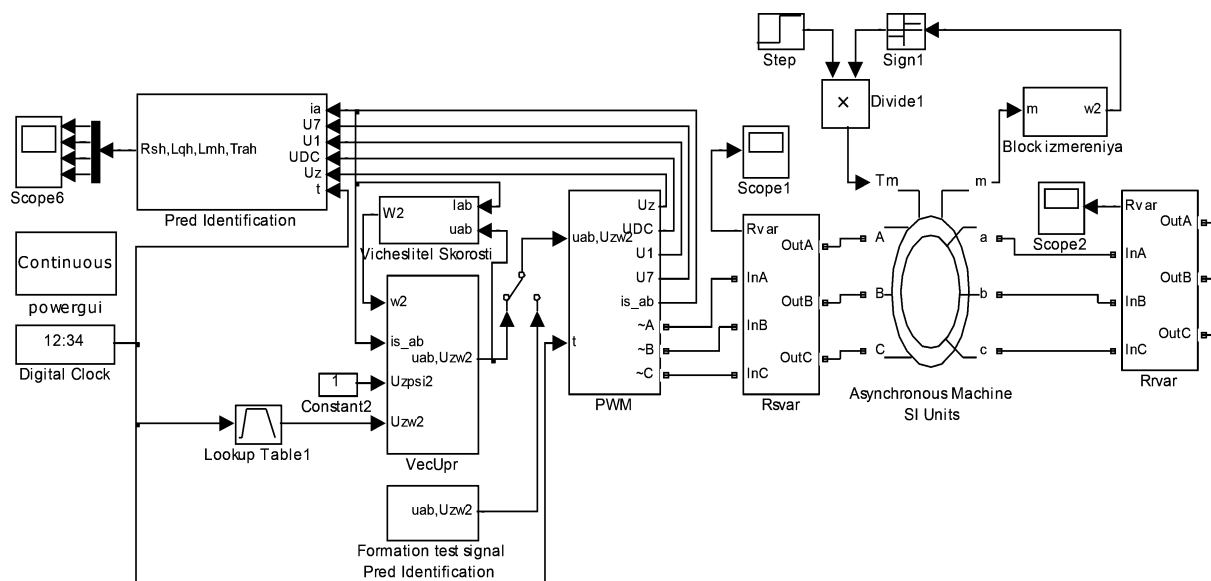 Step
Sign1
×
Divide1
m
w2
Block izmereniya
Rsh,Lqh,Lmh,Trah
ia
U7
U1
UDC
Uz
t
Pred Identification
Scope6
Scope1
Scope2
Continuous
powergui
12:34
Digital Clock
W2
Iab
uab
Vicheslitel Skorosti
w2
is_ab
Uzpsi2
Uzw2
uab,Uzw2
VecUpr
1
Constant2
Lookup Table1
uab,Uzw2
Formation test signal
Pred Identification
uab,Uzw2
t
Uz
UDC
U1
U7
is_ab
~A
~B
~C
PWM
Rvar
InA
InB
InC
OutA
OutB
OutC
Rsvar
Tm
m
A
B
C
a
b
c
Asynchronous Machine
SI Units
Rvar
InA
InB
InC
OutA
OutB
OutC
Rrvar